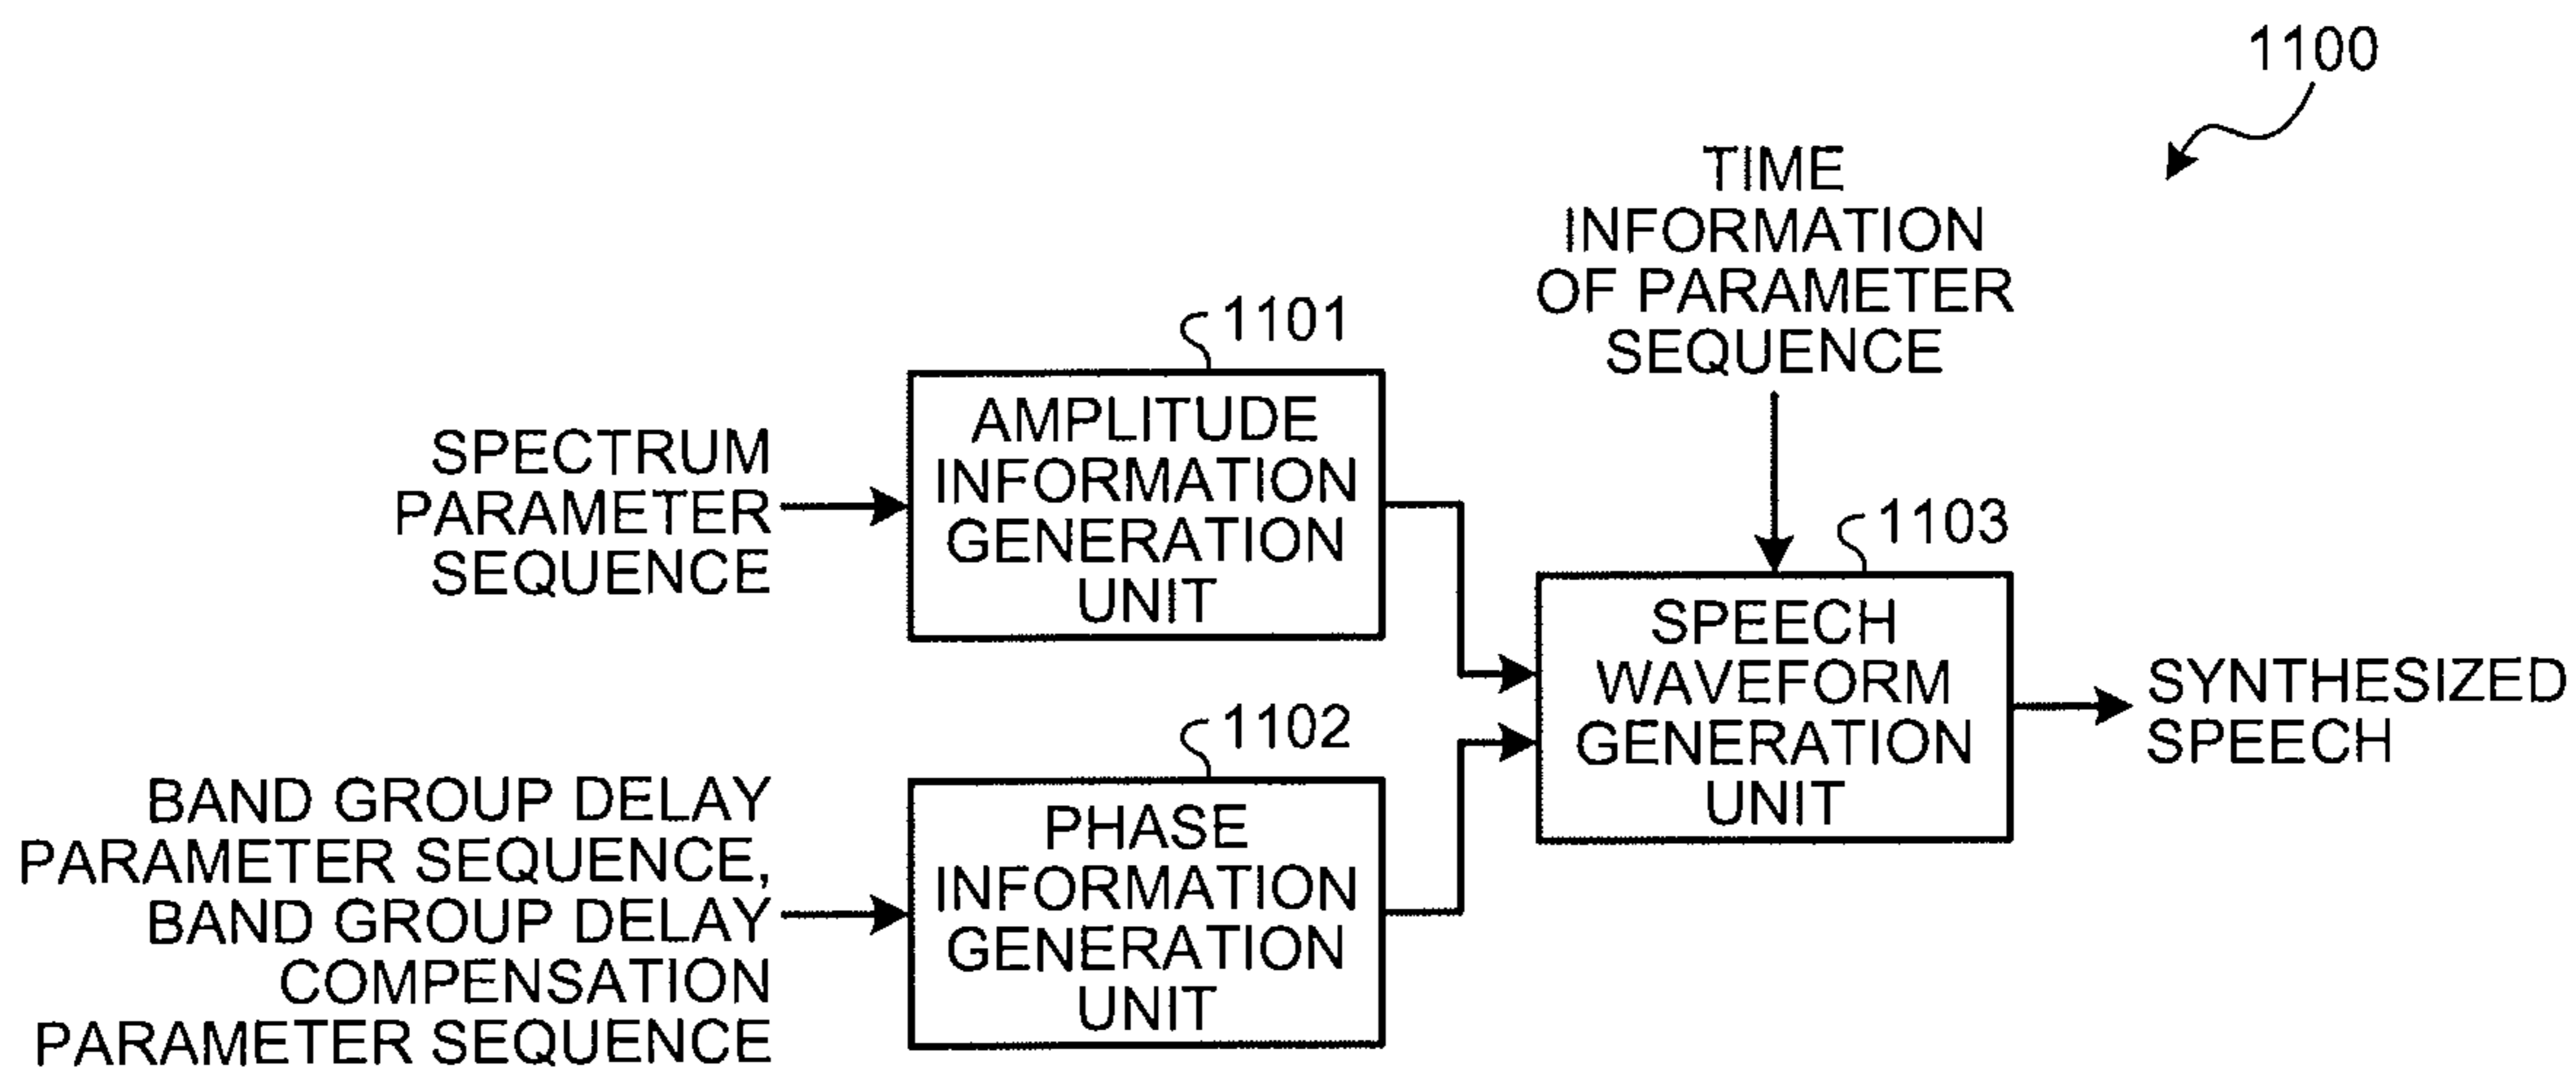 1100
TIME
INFORMATION
OF PARAMETER
SEQUENCE
1101
AMPLITUDE
INFORMATION
GENERATION
UNIT
SPECTRUM
PARAMETER
SEQUENCE
1103
SPEECH
WAVEFORM
GENERATION
UNIT
SYNTHESIZED
SPEECH
1102
PHASE
INFORMATION
GENERATION
UNIT
BAND GROUP DELAY
PARAMETER SEQUENCE,
BAND GROUP DELAY
COMPENSATION
PARAMETER SEQUENCE